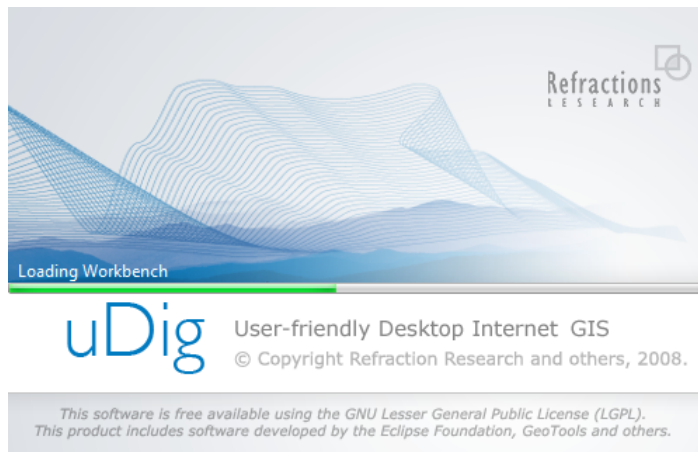 Refractions
RESEARCH
Loading Workbench
uDig
User-friendly Desktop Internet GIS
© Copyright Refraction Research and others, 2008.
This software is free available using the GNU Lesser General Public License (LGPL).
This product includes software developed by the Eclipse Foundation, GeoTools and others.